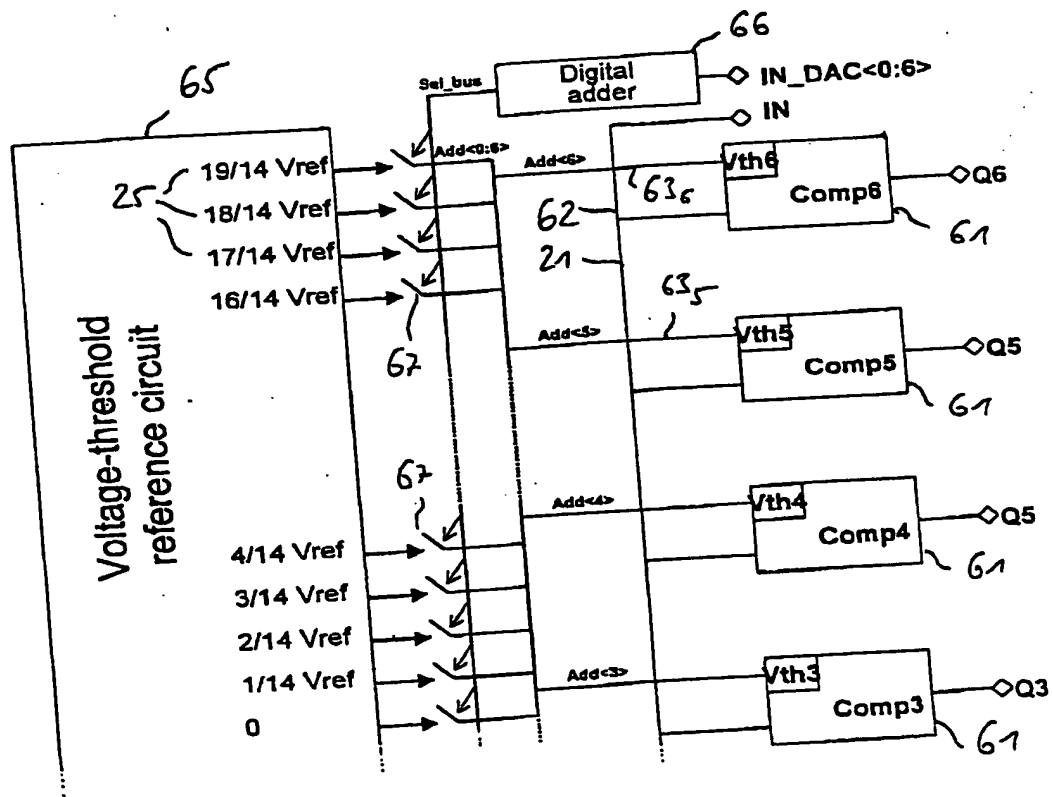 66
65
Sel_bus
Digital
adder
IN_DAC<0:6>
IN
19/14 Vref
Add<0:6>
Add<6>
Vth6
Comp6
Q6
25
18/14 Vref
63₆
62
61
17/14 Vref
21
16/14 Vref
63₅
67
Add<5>
Vth5
Comp5
Q5
61
Voltage-threshold
reference circuit
67
Add<4>
Vth4
Comp4
Q5
61
4/14 Vref
3/14 Vref
2/14 Vref
1/14 Vref
0
Add<3>
Vth3
Comp3
Q3
61